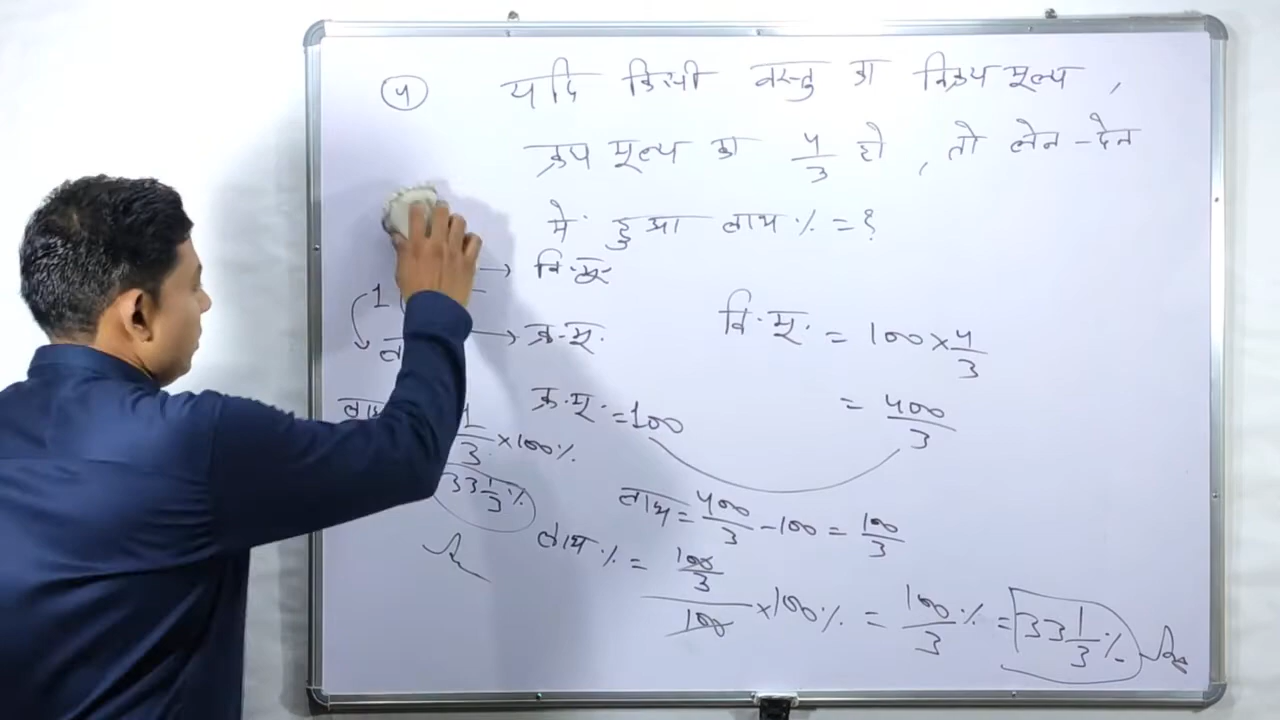 (4) यदि किसी वस्तु का विक्रय मूल्य,
क्रय मूल्य का 4/3 हो, तो लेन-देन
में हुआ लाभ % = ?
→ वि.मू.
1
→ क्र.मू.
वि.मू. = 100 × 4/3
= 400/3
क्र.मू. = 100
1/3 × 100%
33 1/3 %
लाभ = 400/3 - 100 = 100/3
लाभ % = 100/3 / 100 × 100% = 100/3 % = 33 1/3 %